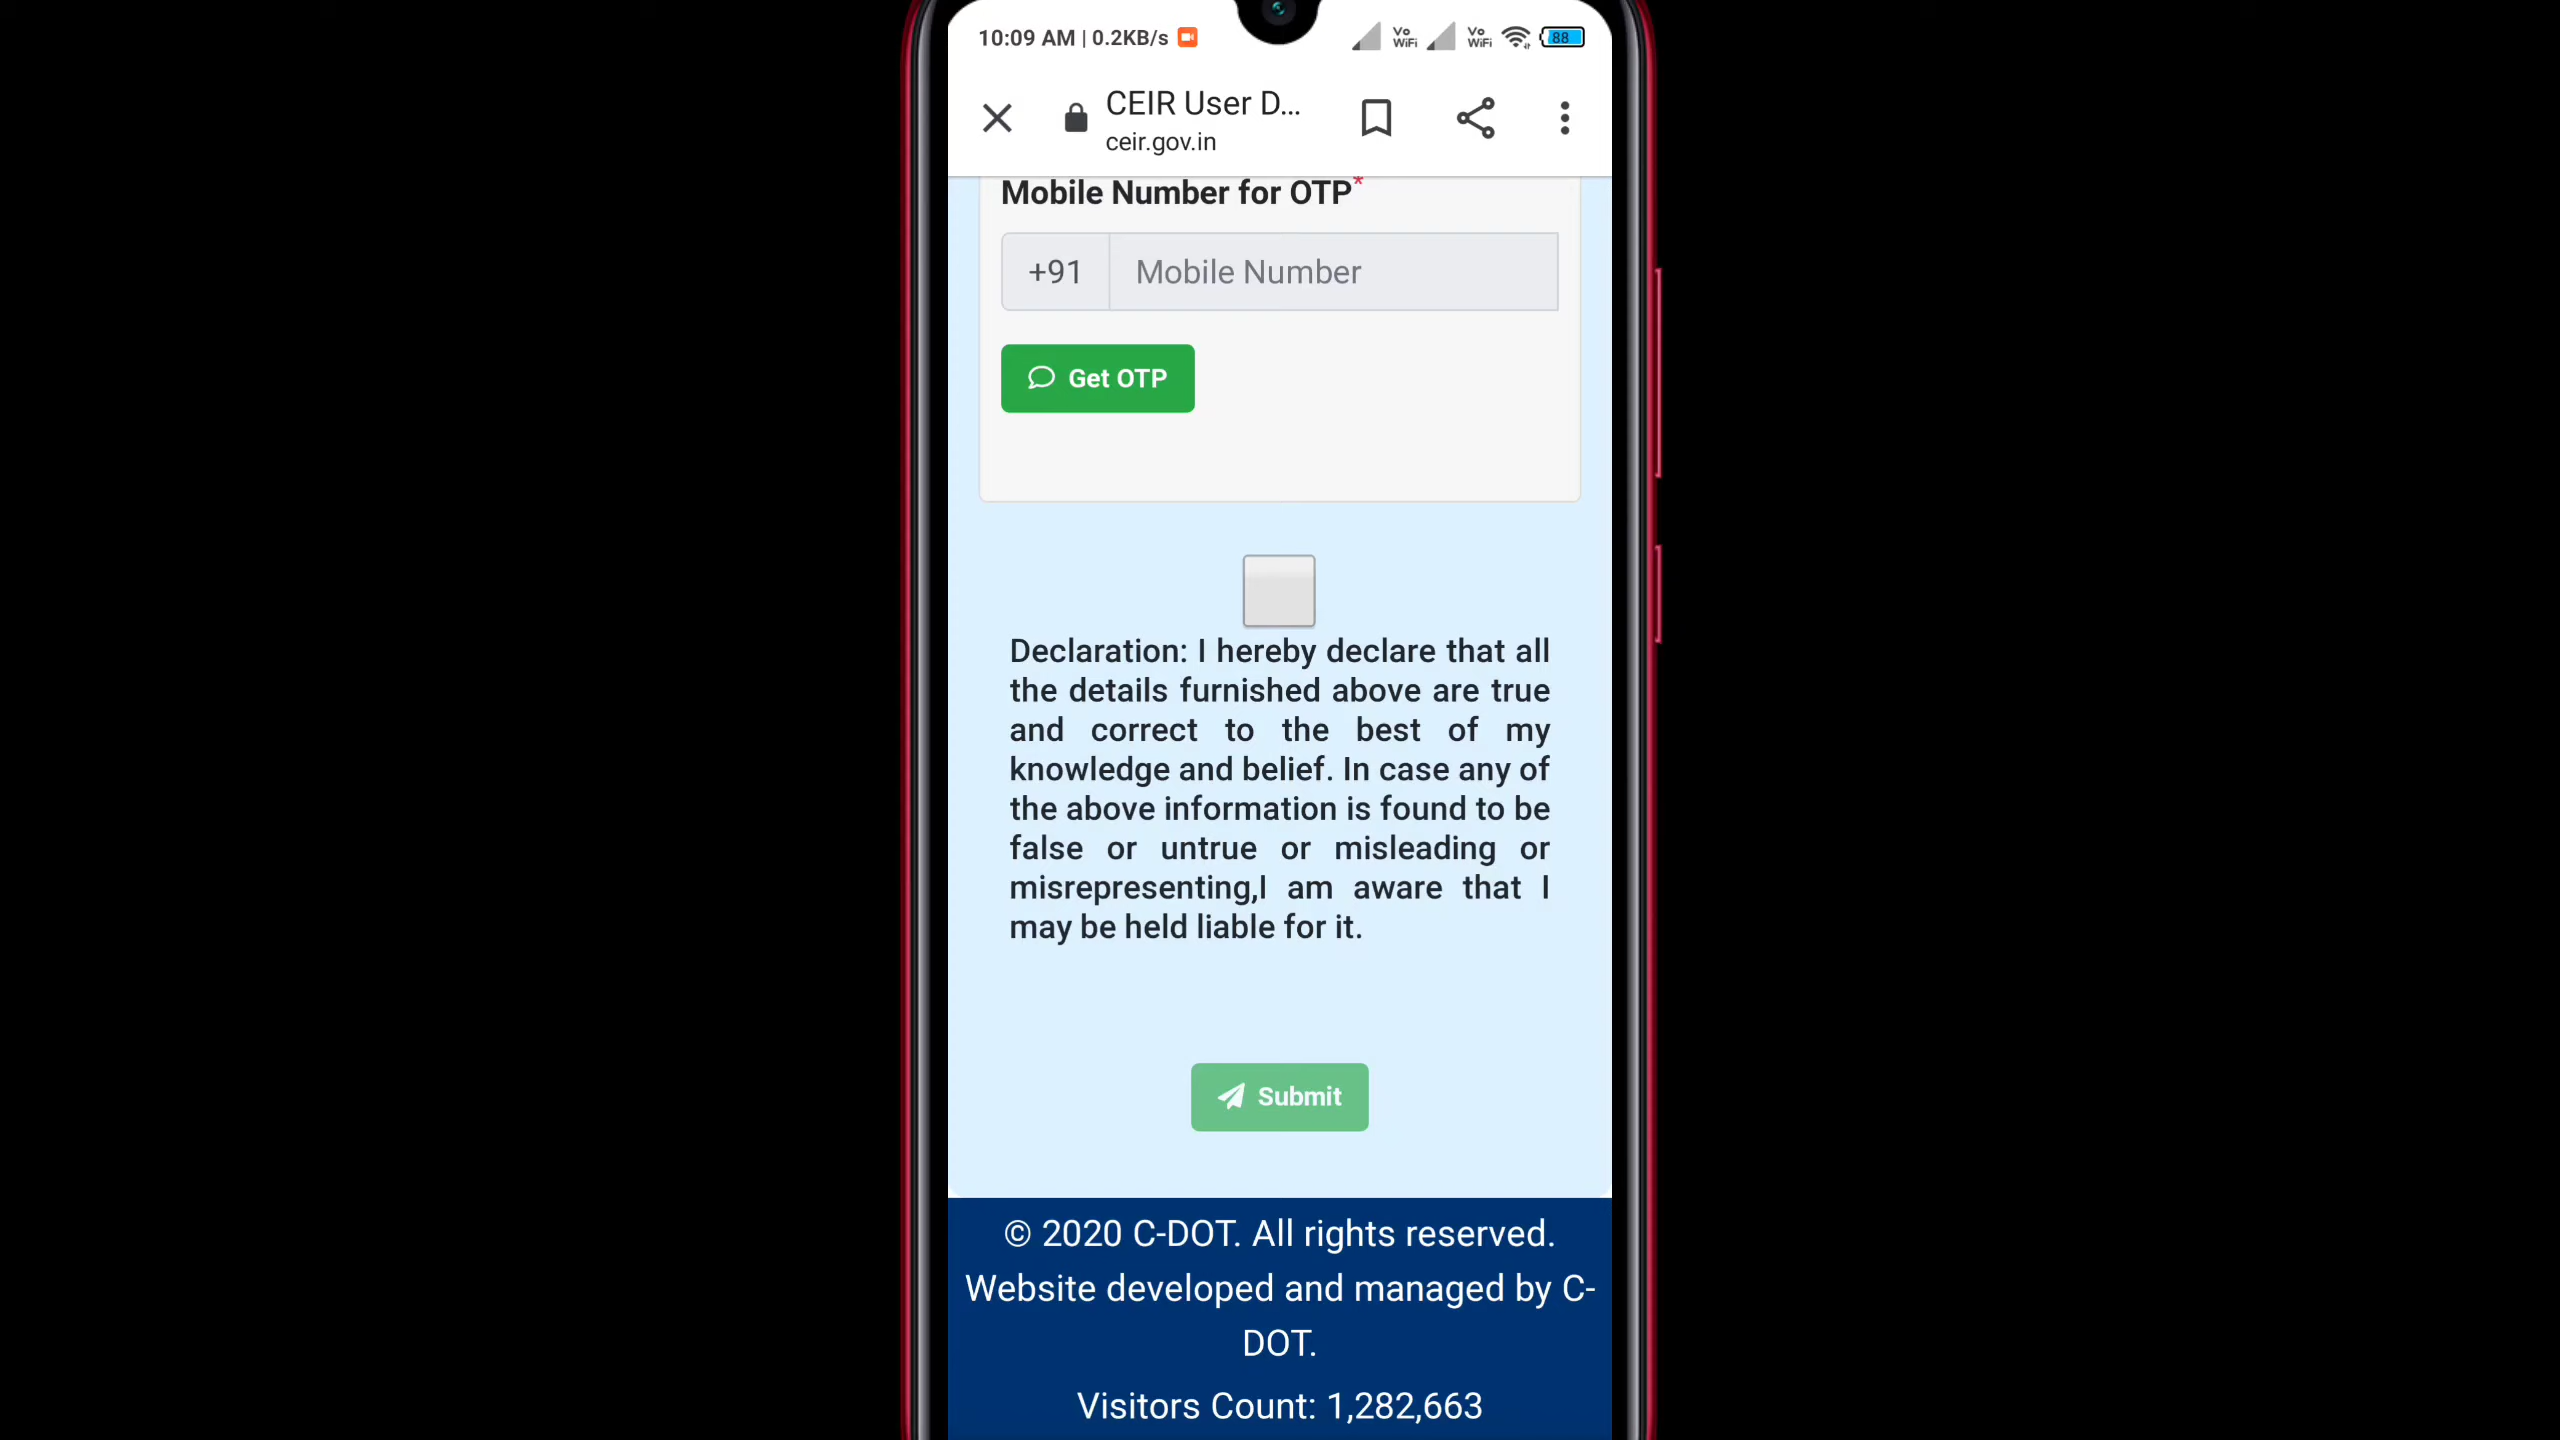 10:09 AM | 0.2KB/s
Vo WiFi
Vo WiFi
88
CEIR User D...
ceir.gov.in
Mobile Number for OTP*
+91 Mobile Number
Get OTP
Declaration: I hereby declare that all
the details furnished above are true
and correct to the best of my
knowledge and belief. In case any of
the above information is found to be
false or untrue or misleading or
misrepresenting,I am aware that I
may be held liable for it.
Submit
© 2020 C-DOT. All rights reserved.
Website developed and managed by C-
DOT.
Visitors Count: 1,282,663